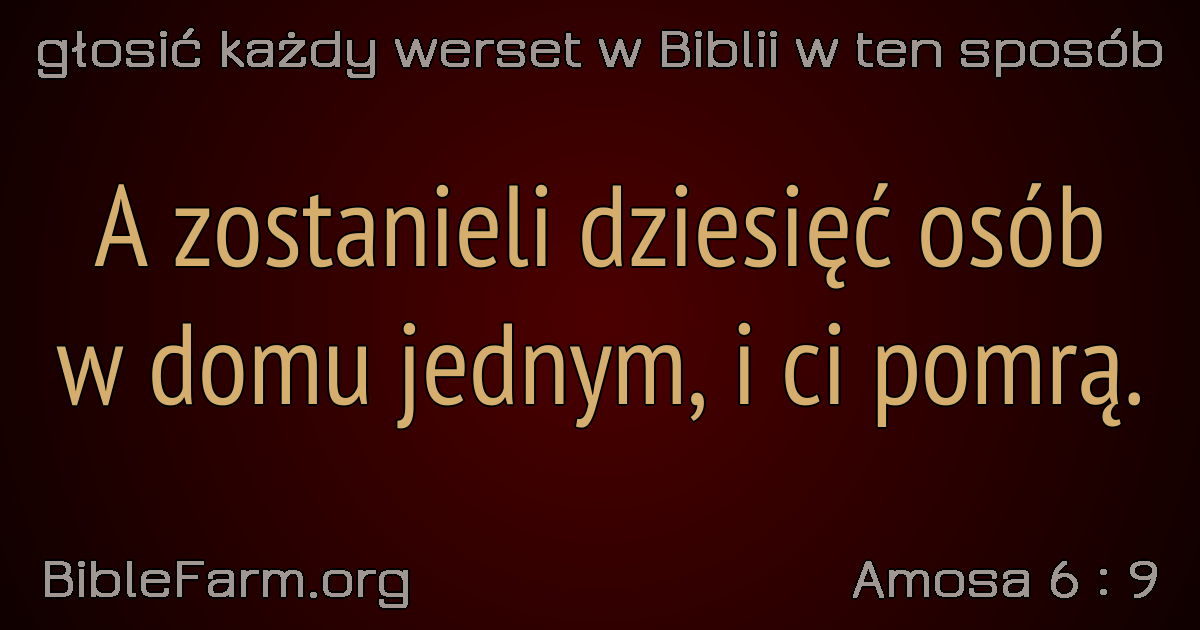 głosić każdy werset w Biblii w ten sposób
A zostanieli dziesięć osób
w domu jednym, i ci pomrą.
BibleFarm.org
Amosa 6 : 9